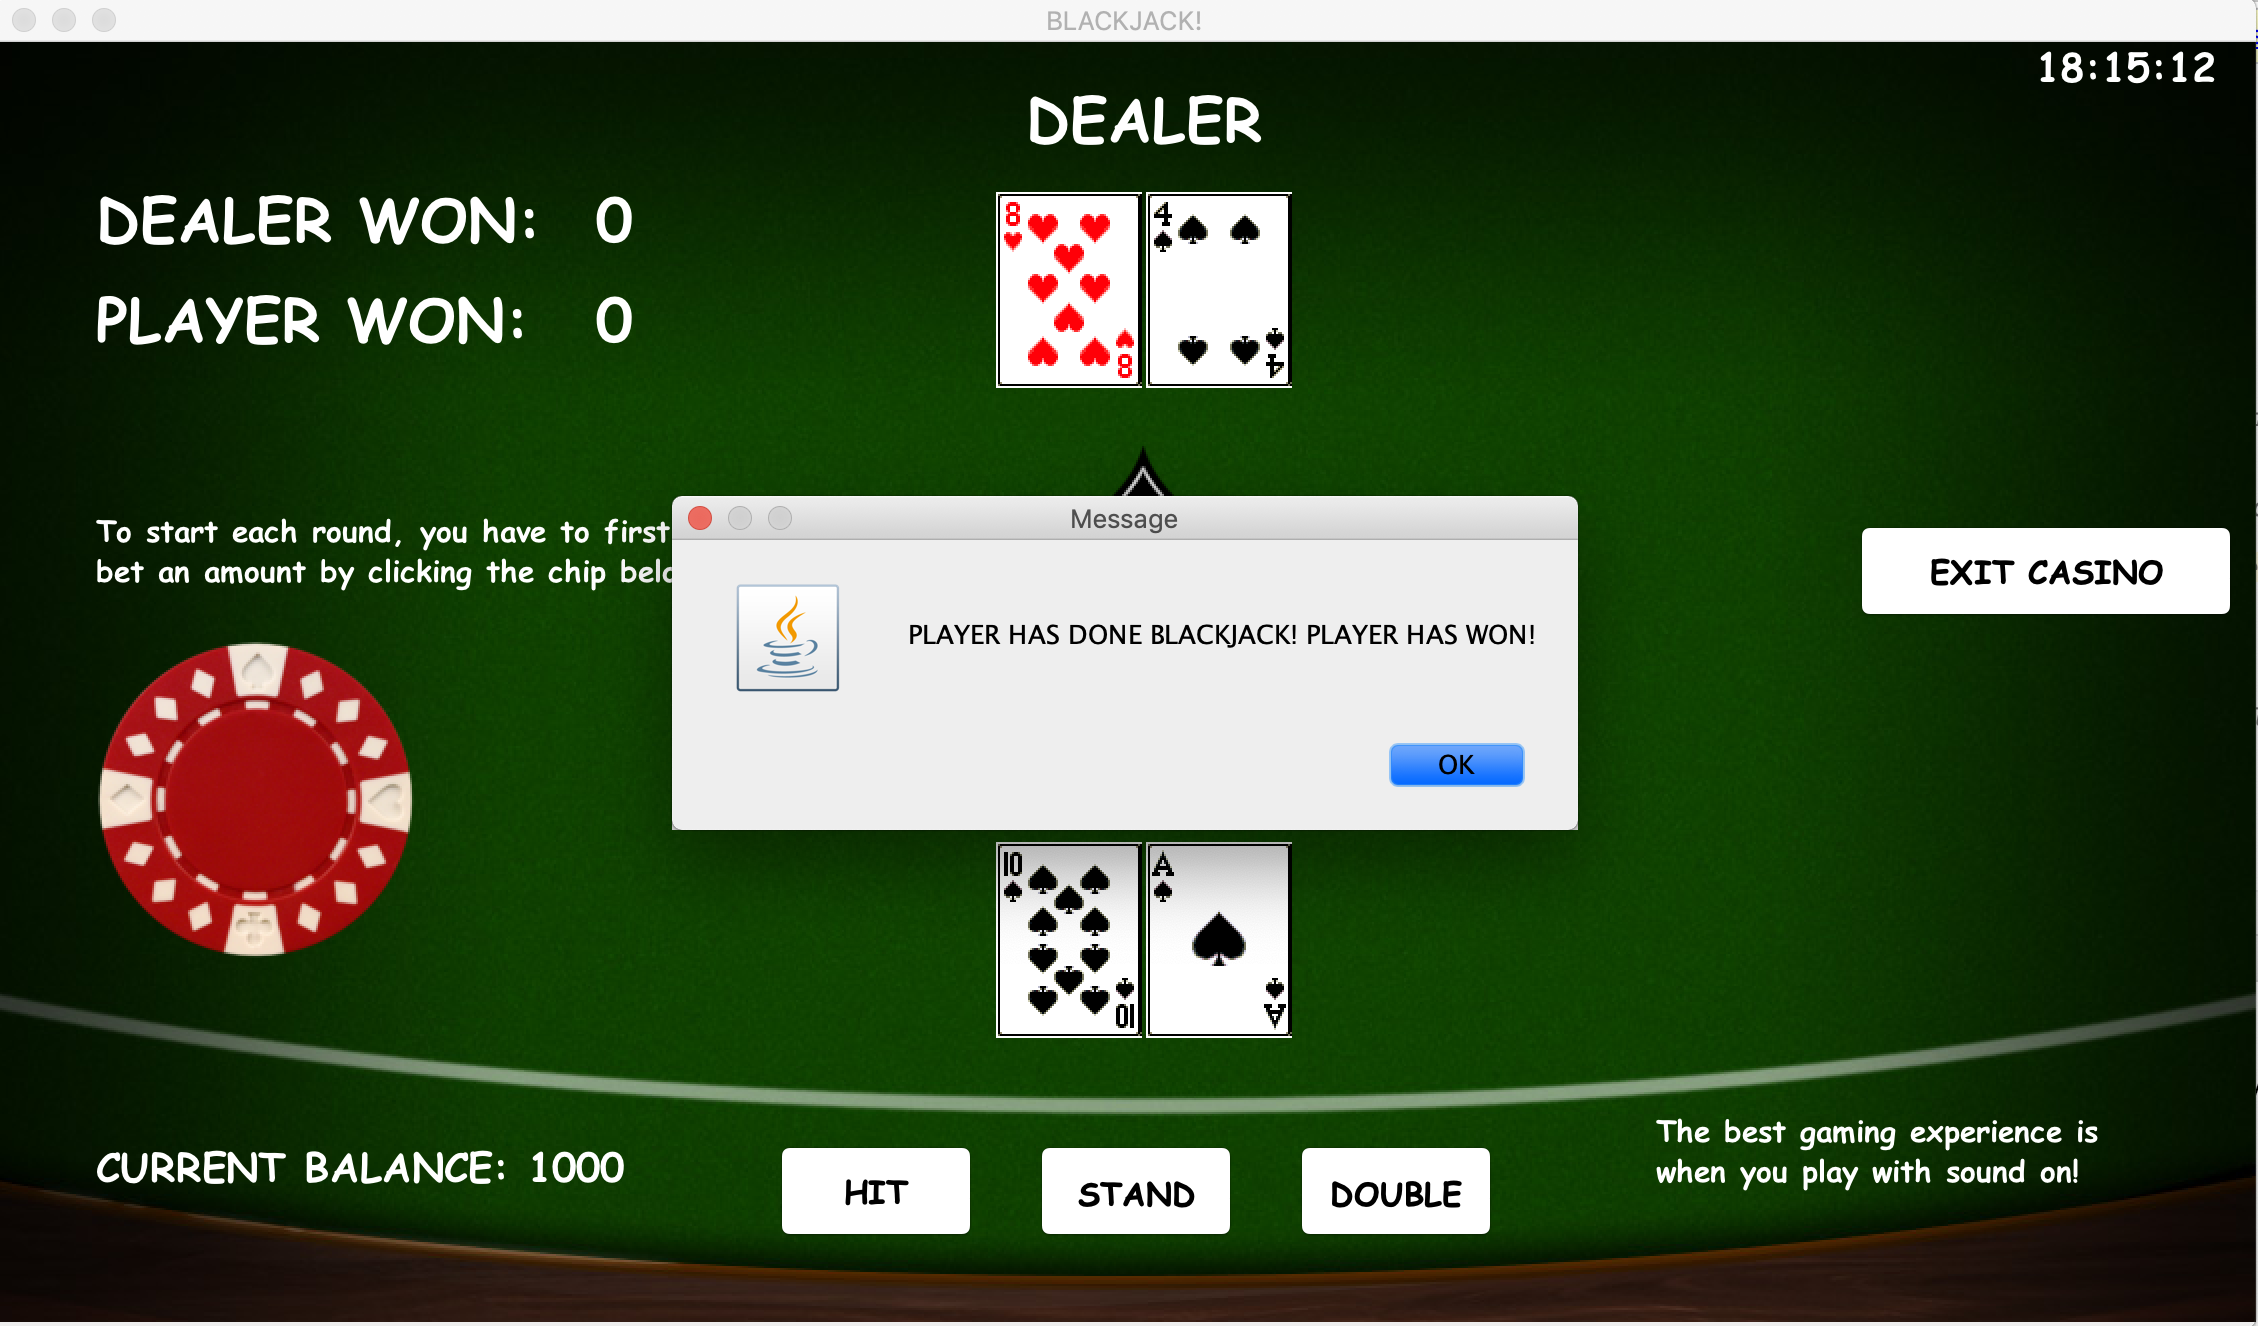 BLACKJACK!
18:15:12
DEALER
DEALER WON: 0
PLAYER WON: 0
8
8
4
4
To start each round, you have to first
bet an amount by clicking the chip
Message
PLAYER HAS DONE BLACKJACK! PLAYER HAS WON!
OK
EXIT CASINO
10
10
A
A
CURRENT BALANCE: 1000
HIT
STAND
DOUBLE
The best gaming experience is
when you play with sound on!